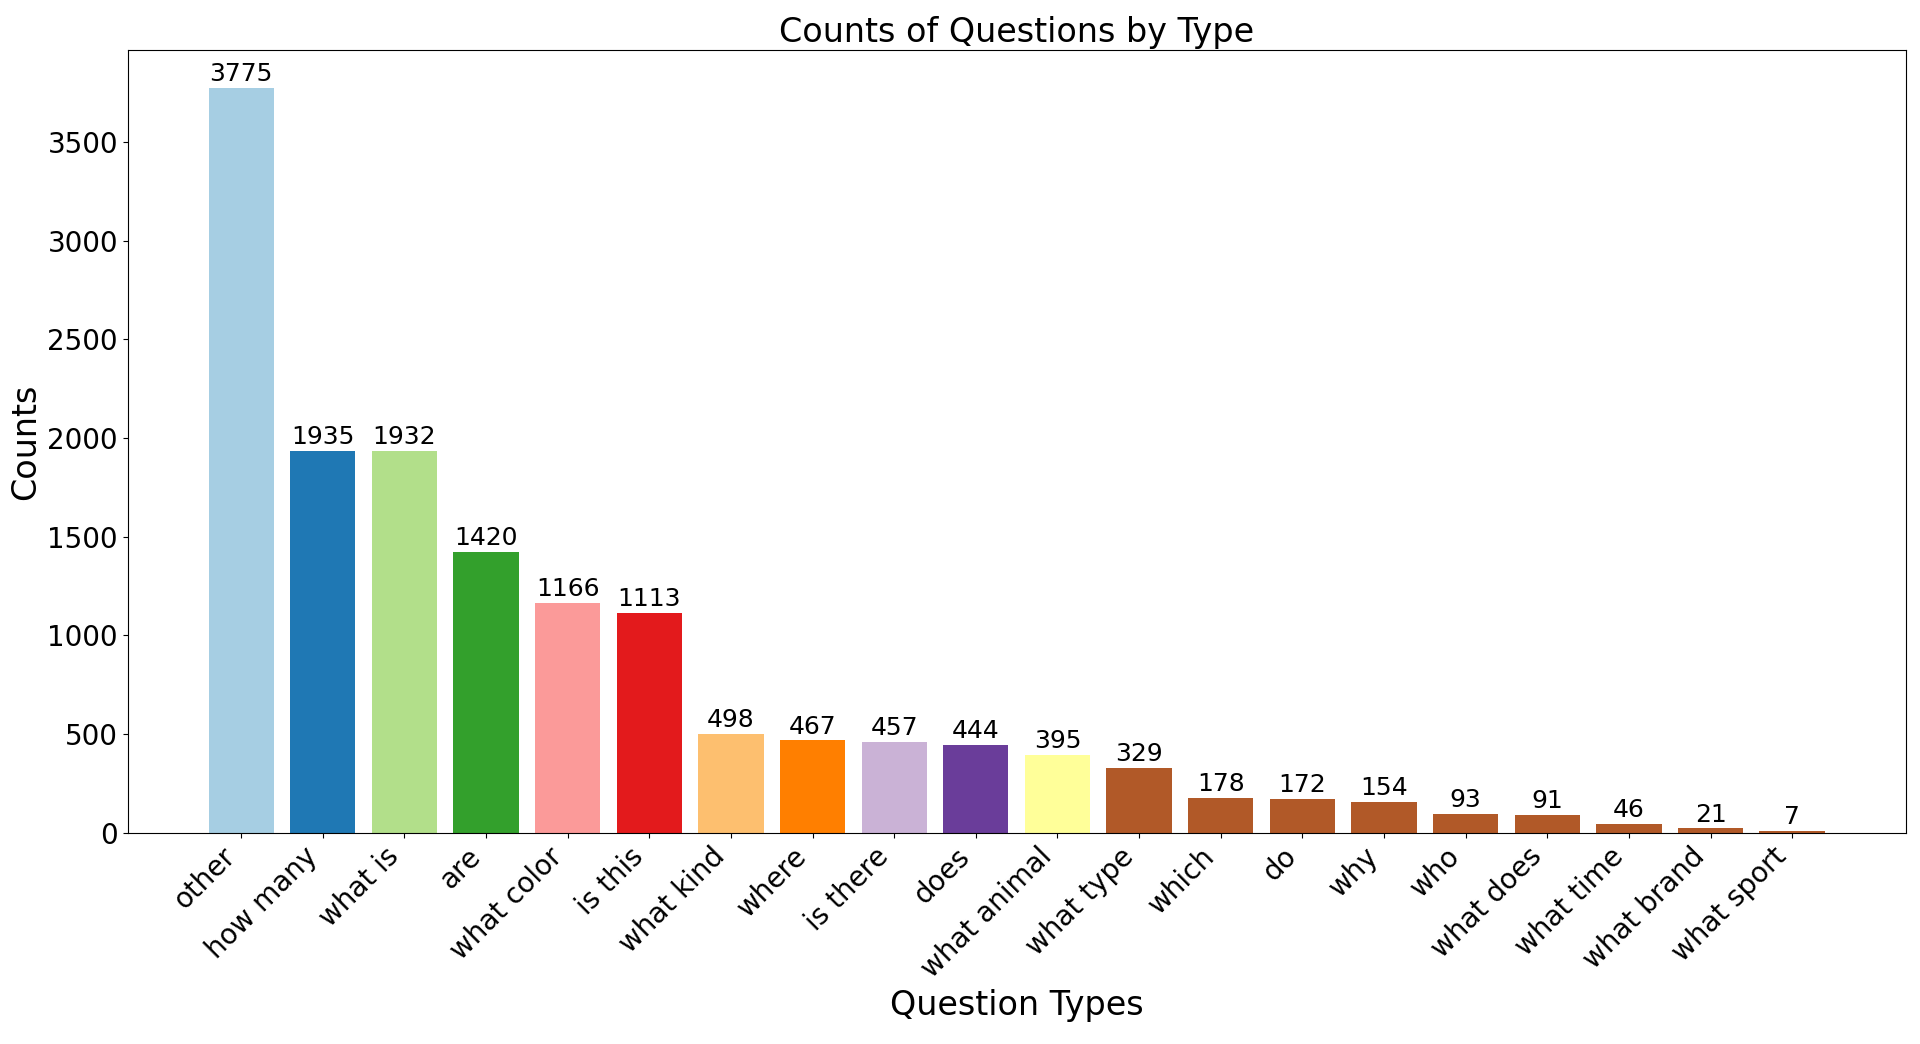 Counts of Questions by Type
Counts
3500
3000
2500
2000
1500
1000
500
0
3775
1935
1932
1420
1166
1113
498
467
457
444
395
329
178
172
154
93
91
46
21
7
other
how many
what is
are
what color
is this
what kind
where
is there
does
what animal
what type
which
do
why
who
what does
what time
what brand
what sport
Question Types